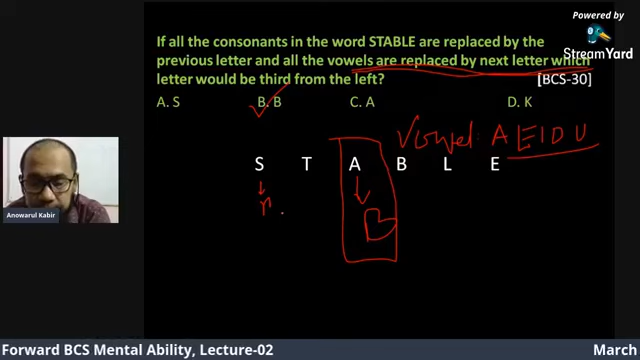 Powered by
StreamYard
If all the consonants in the word STABLE are replaced by the
previous letter and all the vowels are replaced by next letter which
letter would be third from the left?
[BCS-30]
A. S B. B C. A D. K
Vowel: A E I O U
S T A B L E
r B
Anowarul Kabir
Forward BCS Mental Ability, Lecture-02
March